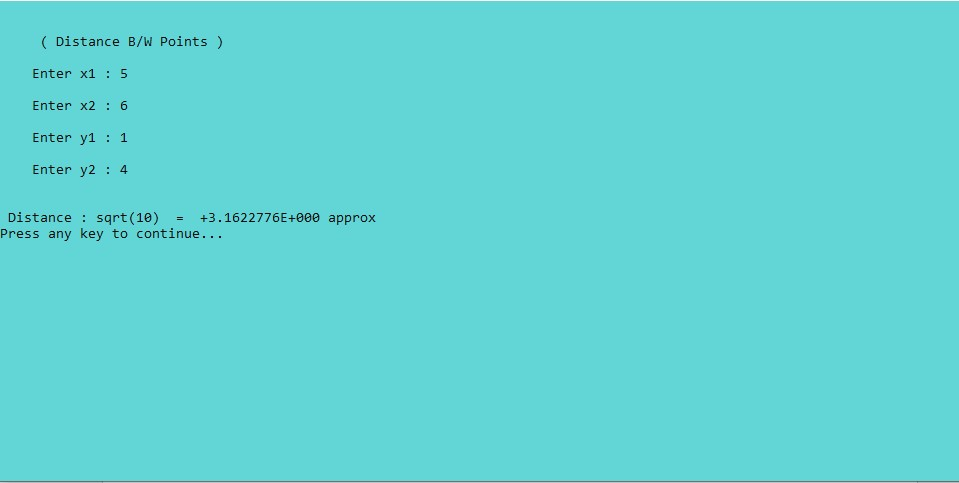 ( Distance B/W Points )
Enter x1 : 5
Enter x2 : 6
Enter y1 : 1
Enter y2 : 4
Distance : sqrt(10)  =  +3.1622776E+000 approx
Press any key to continue...